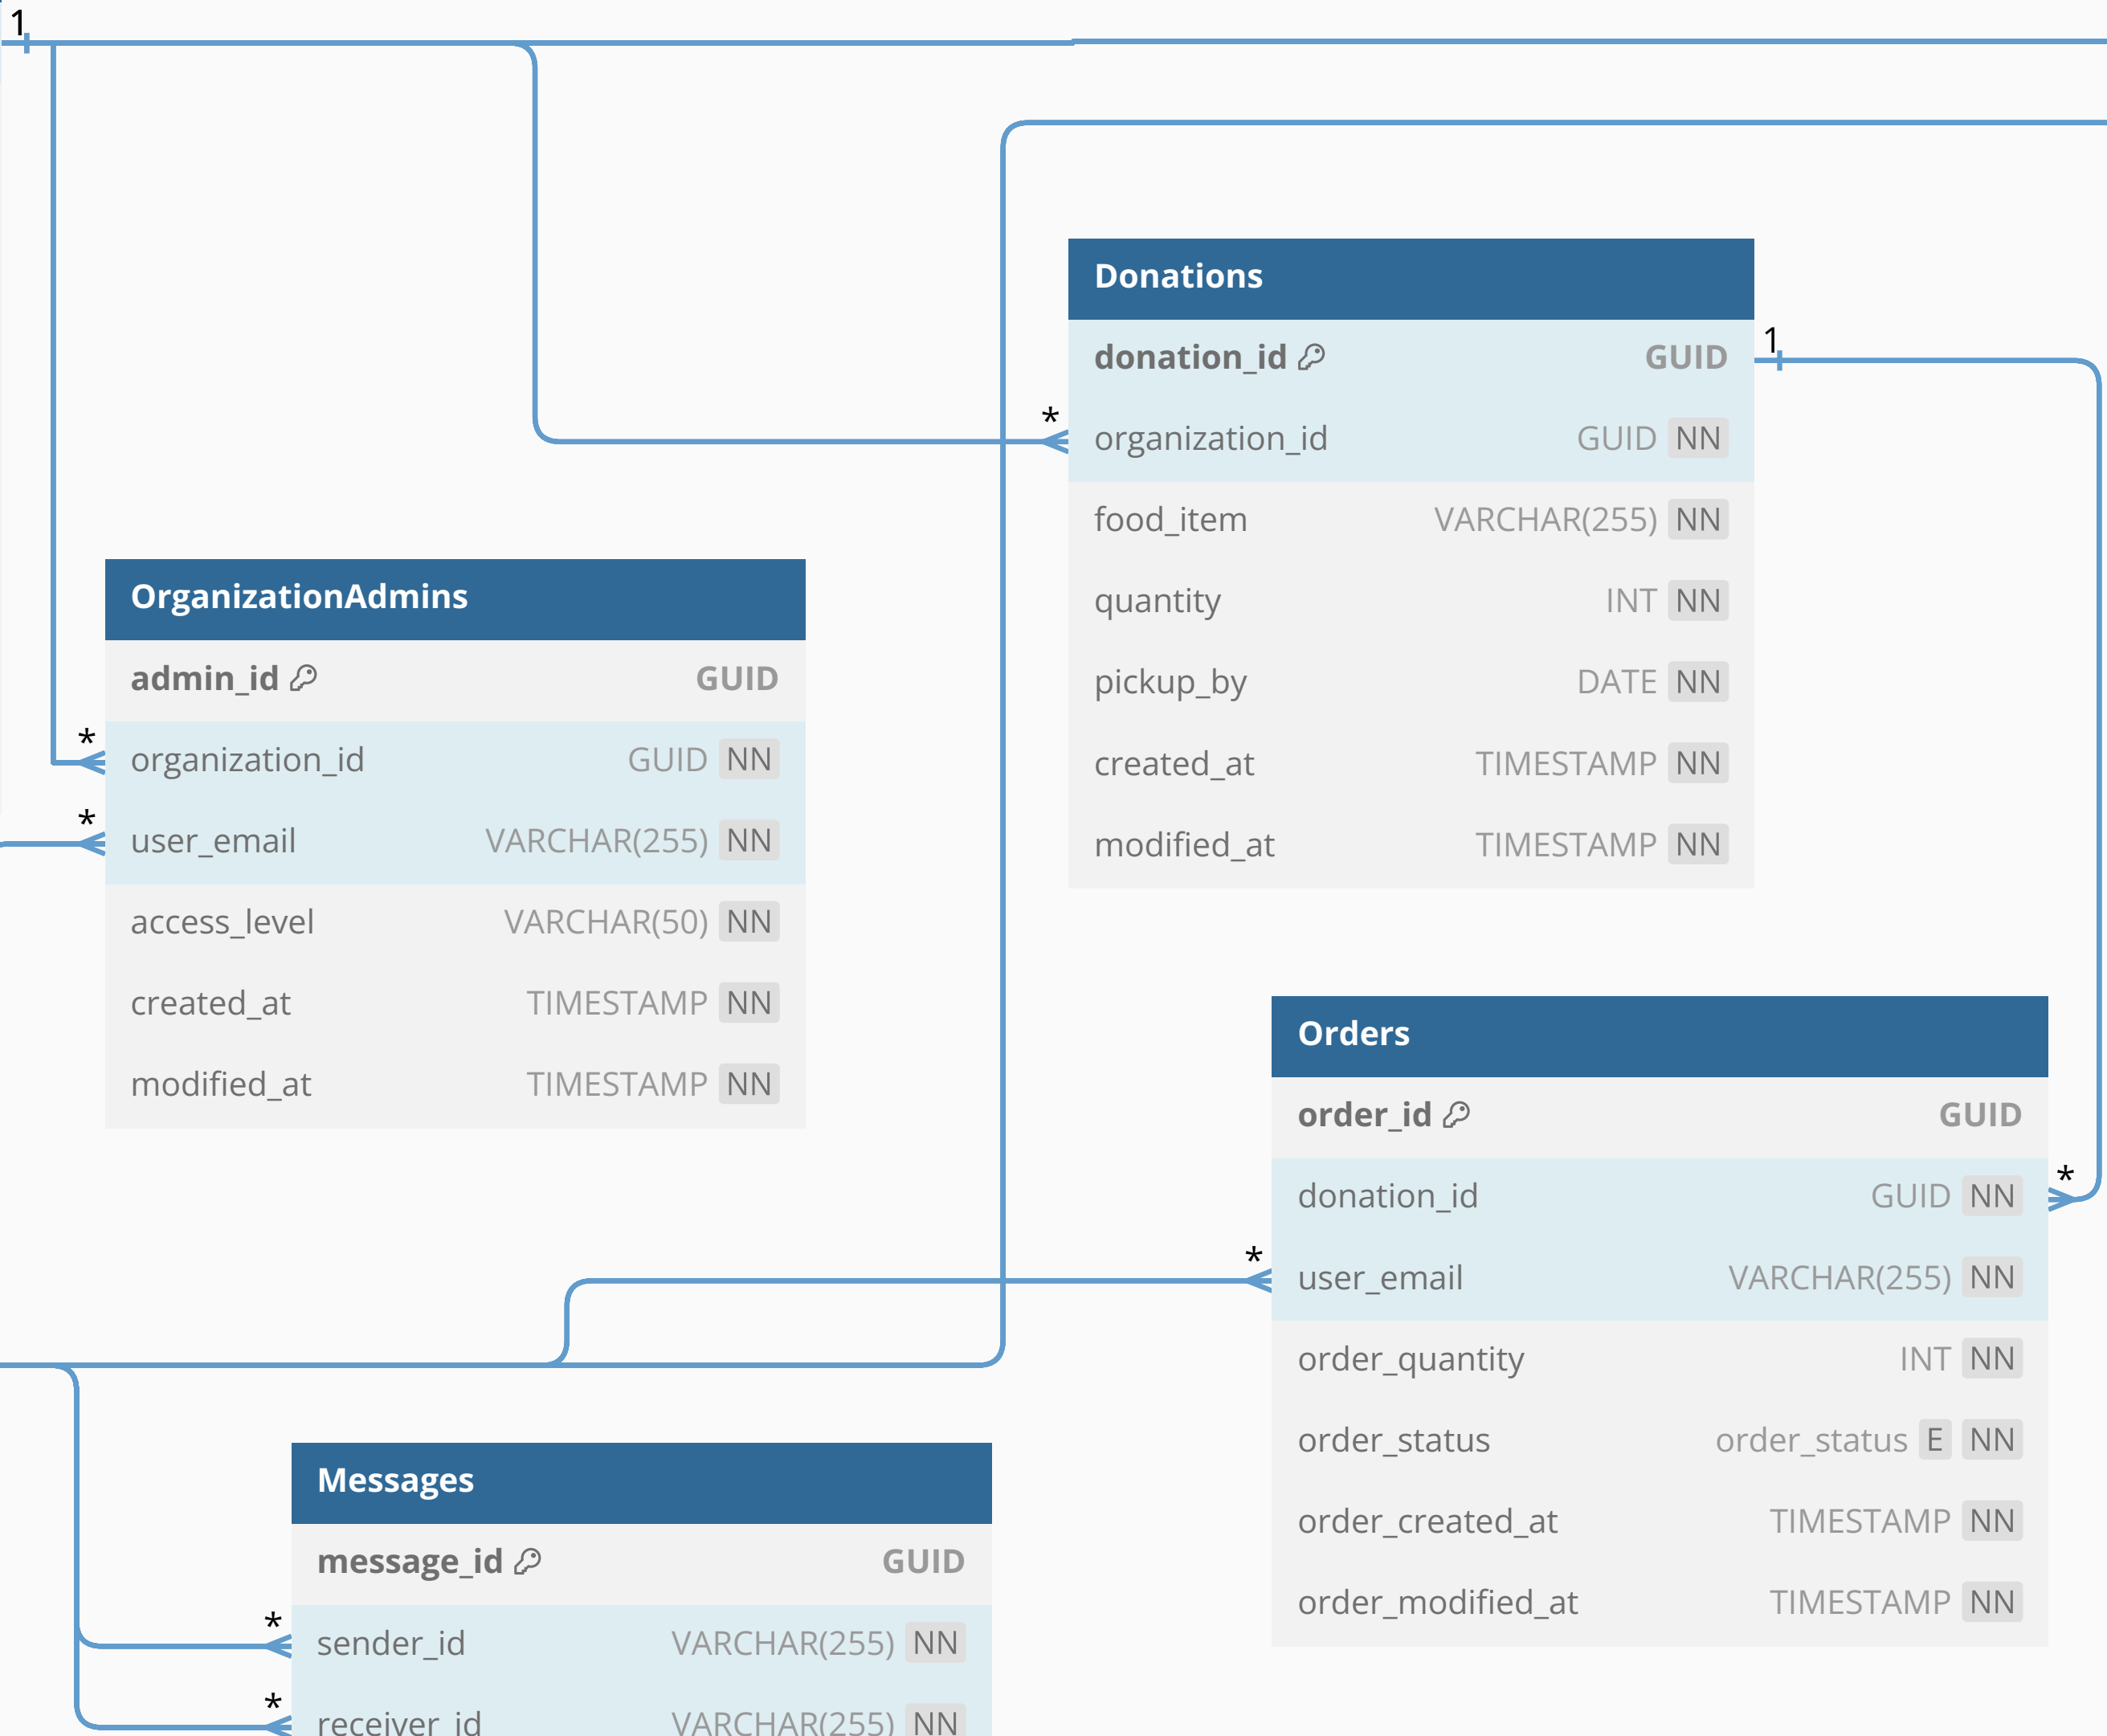 1
Donations
donation_id GUID
1
*
organization_id GUID NN
food_item VARCHAR(255) NN
quantity INT NN
pickup_by DATE NN
created_at TIMESTAMP NN
modified_at TIMESTAMP NN
OrganizationAdmins
admin_id GUID
*
organization_id GUID NN
*
user_email VARCHAR(255) NN
access_level VARCHAR(50) NN
created_at TIMESTAMP NN
modified_at TIMESTAMP NN
Orders
order_id GUID
*
donation_id GUID NN
*
user_email VARCHAR(255) NN
order_quantity INT NN
order_status order_status E NN
order_created_at TIMESTAMP NN
order_modified_at TIMESTAMP NN
Messages
message_id GUID
*
sender_id VARCHAR(255) NN
*
receiver_id VARCHAR(255) NN